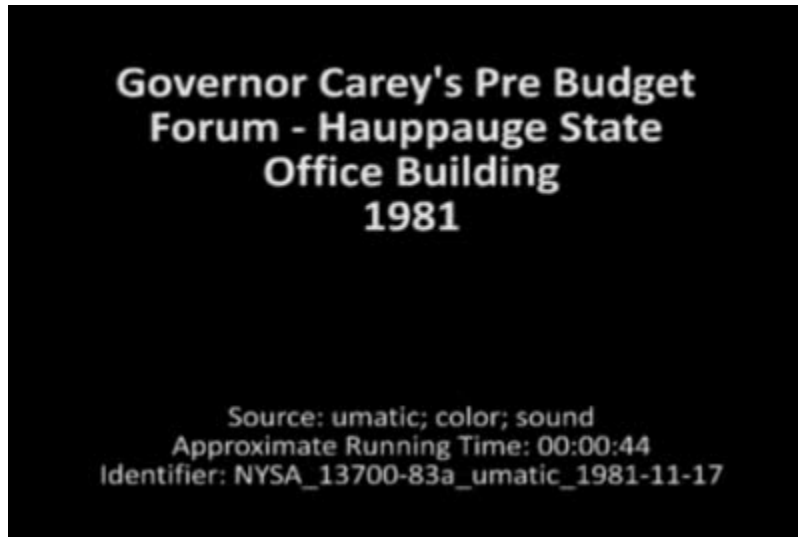 Governor Carey's Pre Budget
Forum - Hauppauge State
Office Building
1981
Source: umatic; color; sound
Approximate Running Time: 00:00:44
Identifier: NYSA_13700-83a_umatic_1981-11-17